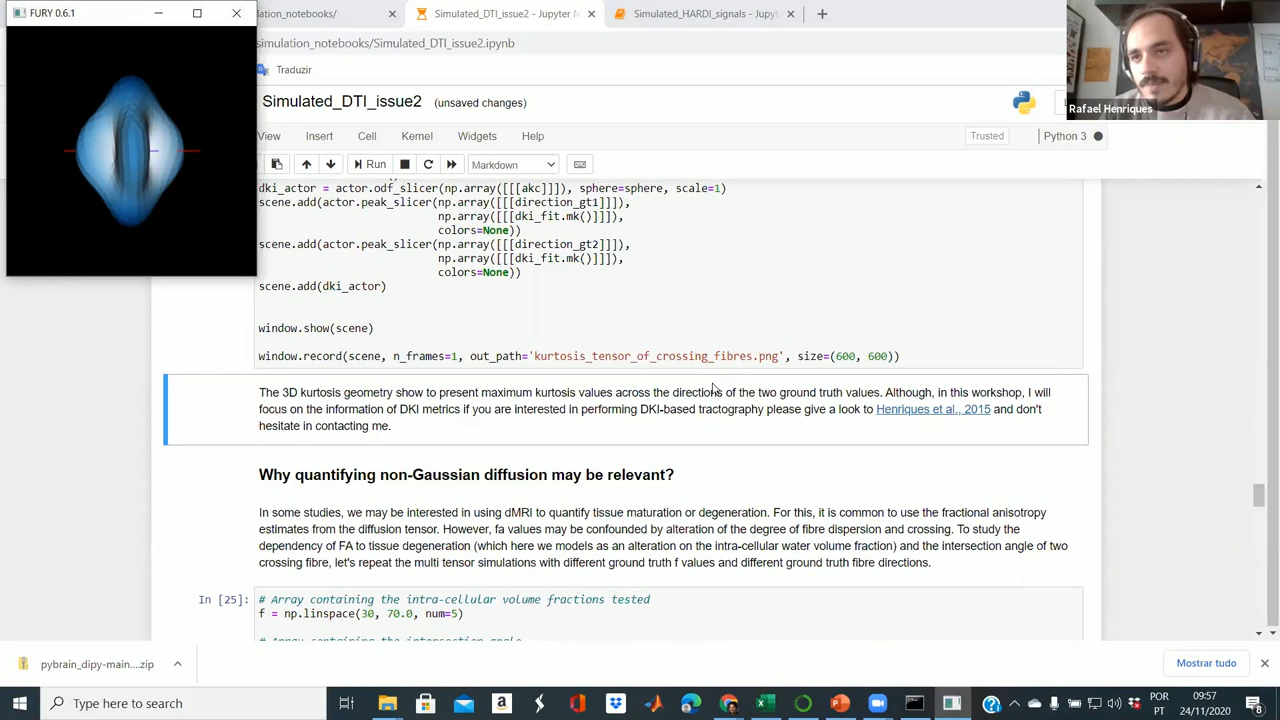 FURY 0.6.1
simulation_notebooks/
Simulated_DTI_issue2 - Jupyter N
Simulated_HARDI_signals - Jupyt
simulation_notebooks/Simulated_DTI_issue2.ipynb
Traduzir
Rafael Henriques
Simulated_DTI_issue2 (unsaved changes)
View Insert Cell Kernel Widgets Help
Trusted Python 3
Run Markdown
dki_actor = actor.odf_slicer(np.array([[[akc]]]), sphere=sphere, scale=1)
scene.add(actor.peak_slicer(np.array([[[direction_gt1]]]),
np.array([[[dki_fit.mk()]]]),
colors=None))
scene.add(actor.peak_slicer(np.array([[[direction_gt2]]]),
np.array([[[dki_fit.mk()]]]),
colors=None))
scene.add(dki_actor)
window.show(scene)
window.record(scene, n_frames=1, out_path='kurtosis_tensor_of_crossing_fibres.png', size=(600, 600))
The 3D kurtosis geometry show to present maximum kurtosis values across the directions of the two ground truth values. Although, in this workshop, I will
focus on the information of DKI metrics if you are interested in performing DKI-based tractography please give a look to Henriques et al., 2015 and don't
hesitate in contacting me.
Why quantifying non-Gaussian diffusion may be relevant?
In some studies, we may be interested in using dMRI to quantify tissue maturation or degeneration. For this, it is common to use the fractional anisotropy
estimates from the diffusion tensor. However, fa values may be confounded by alteration of the degree of fibre dispersion and crossing. To study the
dependency of FA to tissue degeneration (which here we models as an alteration on the intra-cellular water volume fraction) and the intersection angle of two
crossing fibre, let's repeat the multi tensor simulations with different ground truth f values and different ground truth fibre directions.
In [25]: # Array containing the intra-cellular volume fractions tested
f = np.linspace(30, 70.0, num=5)
# Array containing the intersection angle
pybrain_dipy-main....zip
Mostrar tudo
Type here to search
POR
PT
09:57
24/11/2020
8